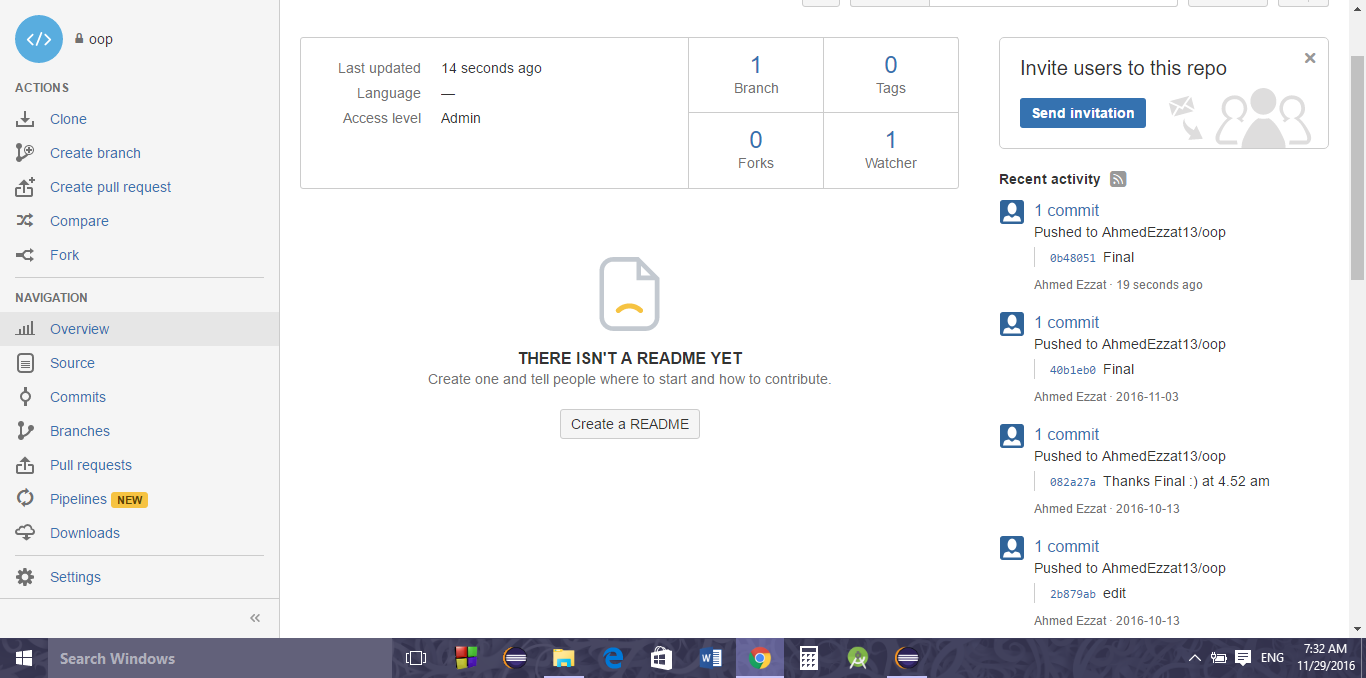 </> oop
ACTIONS
Clone
Create branch
Create pull request
Compare
Fork
NAVIGATION
Overview
Source
Commits
Branches
Pull requests
Pipelines NEW
Downloads
Settings
«
Last updated 14 seconds ago
Language —
Access level Admin
1
Branch
0
Tags
0
Forks
1
Watcher
THERE ISN'T A README YET
Create one and tell people where to start and how to contribute.
Create a README
Invite users to this repo
Send invitation
Recent activity
1 commit
Pushed to AhmedEzzat13/oop
0b48051 Final
Ahmed Ezzat · 19 seconds ago
1 commit
Pushed to AhmedEzzat13/oop
40b1eb0 Final
Ahmed Ezzat · 2016-11-03
1 commit
Pushed to AhmedEzzat13/oop
082a27a Thanks Final :) at 4.52 am
Ahmed Ezzat · 2016-10-13
1 commit
Pushed to AhmedEzzat13/oop
2b879ab edit
Ahmed Ezzat · 2016-10-13
Search Windows
ENG
7:32 AM
11/29/2016